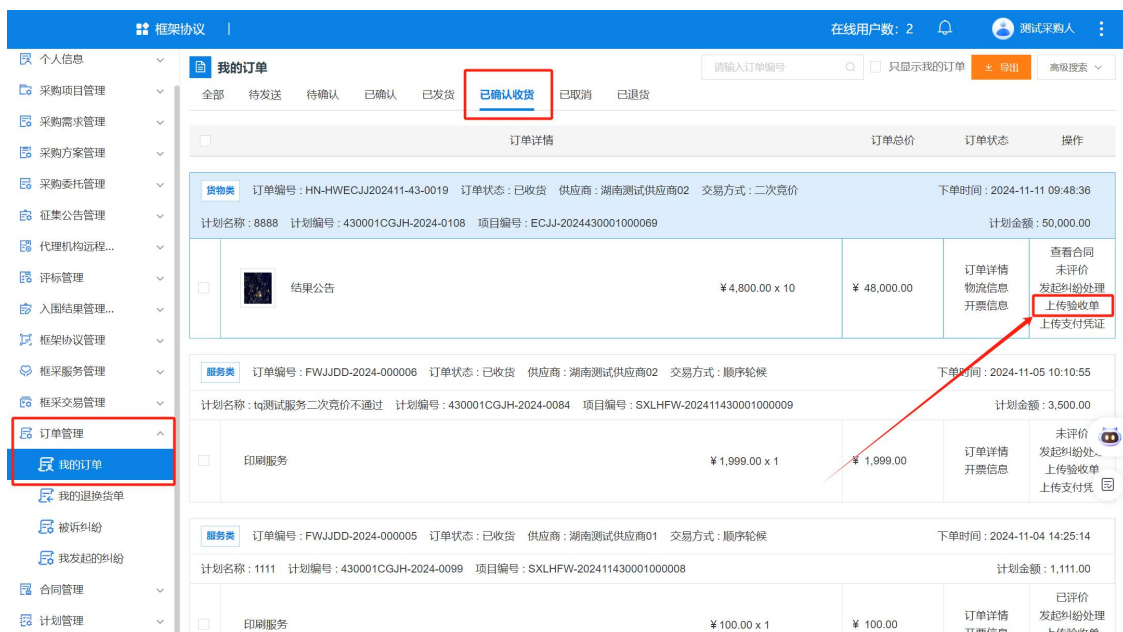 框架协议
在线用户数：2
测试采购人
个人信息
采购项目管理
采购需求管理
采购方案管理
采购委托管理
征集公告管理
代理机构远程...
评标管理
入围结果管理...
框架协议管理
框采服务管理
框采交易管理
订单管理
我的订单
我的退换货单
被诉纠纷
我发起的纠纷
合同管理
计划管理
我的订单
请输入订单编号
只显示我的订单
导出
高级搜索
全部 待发送 待确认 已确认 已发货 已确认收货 已取消 已退货
订单详情 订单总价 订单状态 操作
货物类 订单编号 : HN-HWECJJ202411-43-0019 订单状态 : 已收货 供应商 : 湖南测试供应商02 交易方式 : 二次竞价 下单时间 : 2024-11-11 09:48:36
计划名称 : 8888 计划编号 : 430001CGJH-2024-0108 项目编号 : ECJJ-2024430001000069 计划金额 : 50,000.00
结果公告 ¥ 4,800.00 x 10 ¥ 48,000.00
订单详情
物流信息
开票信息
查看合同
未评价
发起纠纷处理
上传验收单
上传支付凭证
服务类 订单编号 : FWJJDD-2024-000006 订单状态 : 已收货 供应商 : 湖南测试供应商02 交易方式 : 顺序轮候 下单时间 : 2024-11-05 10:10:55
计划名称 : tq测试服务二次竞价不通过 计划编号 : 430001CGJH-2024-0084 项目编号 : SXLHFW-202411430001000009 计划金额 : 3,500.00
印刷服务 ¥ 1,999.00 x 1 ¥ 1,999.00
订单详情
开票信息
未评价
发起纠纷处
上传验收单
上传支付凭
服务类 订单编号 : FWJJDD-2024-000005 订单状态 : 已收货 供应商 : 湖南测试供应商01 交易方式 : 顺序轮候 下单时间 : 2024-11-04 14:25:14
计划名称 : 1111 计划编号 : 430001CGJH-2024-0099 项目编号 : SXLHFW-202411430001000008 计划金额 : 1,111.00
印刷服务 ¥ 100.00 x 1 ¥ 100.00
订单详情
开票信息
已评价
发起纠纷处理
上传验收单